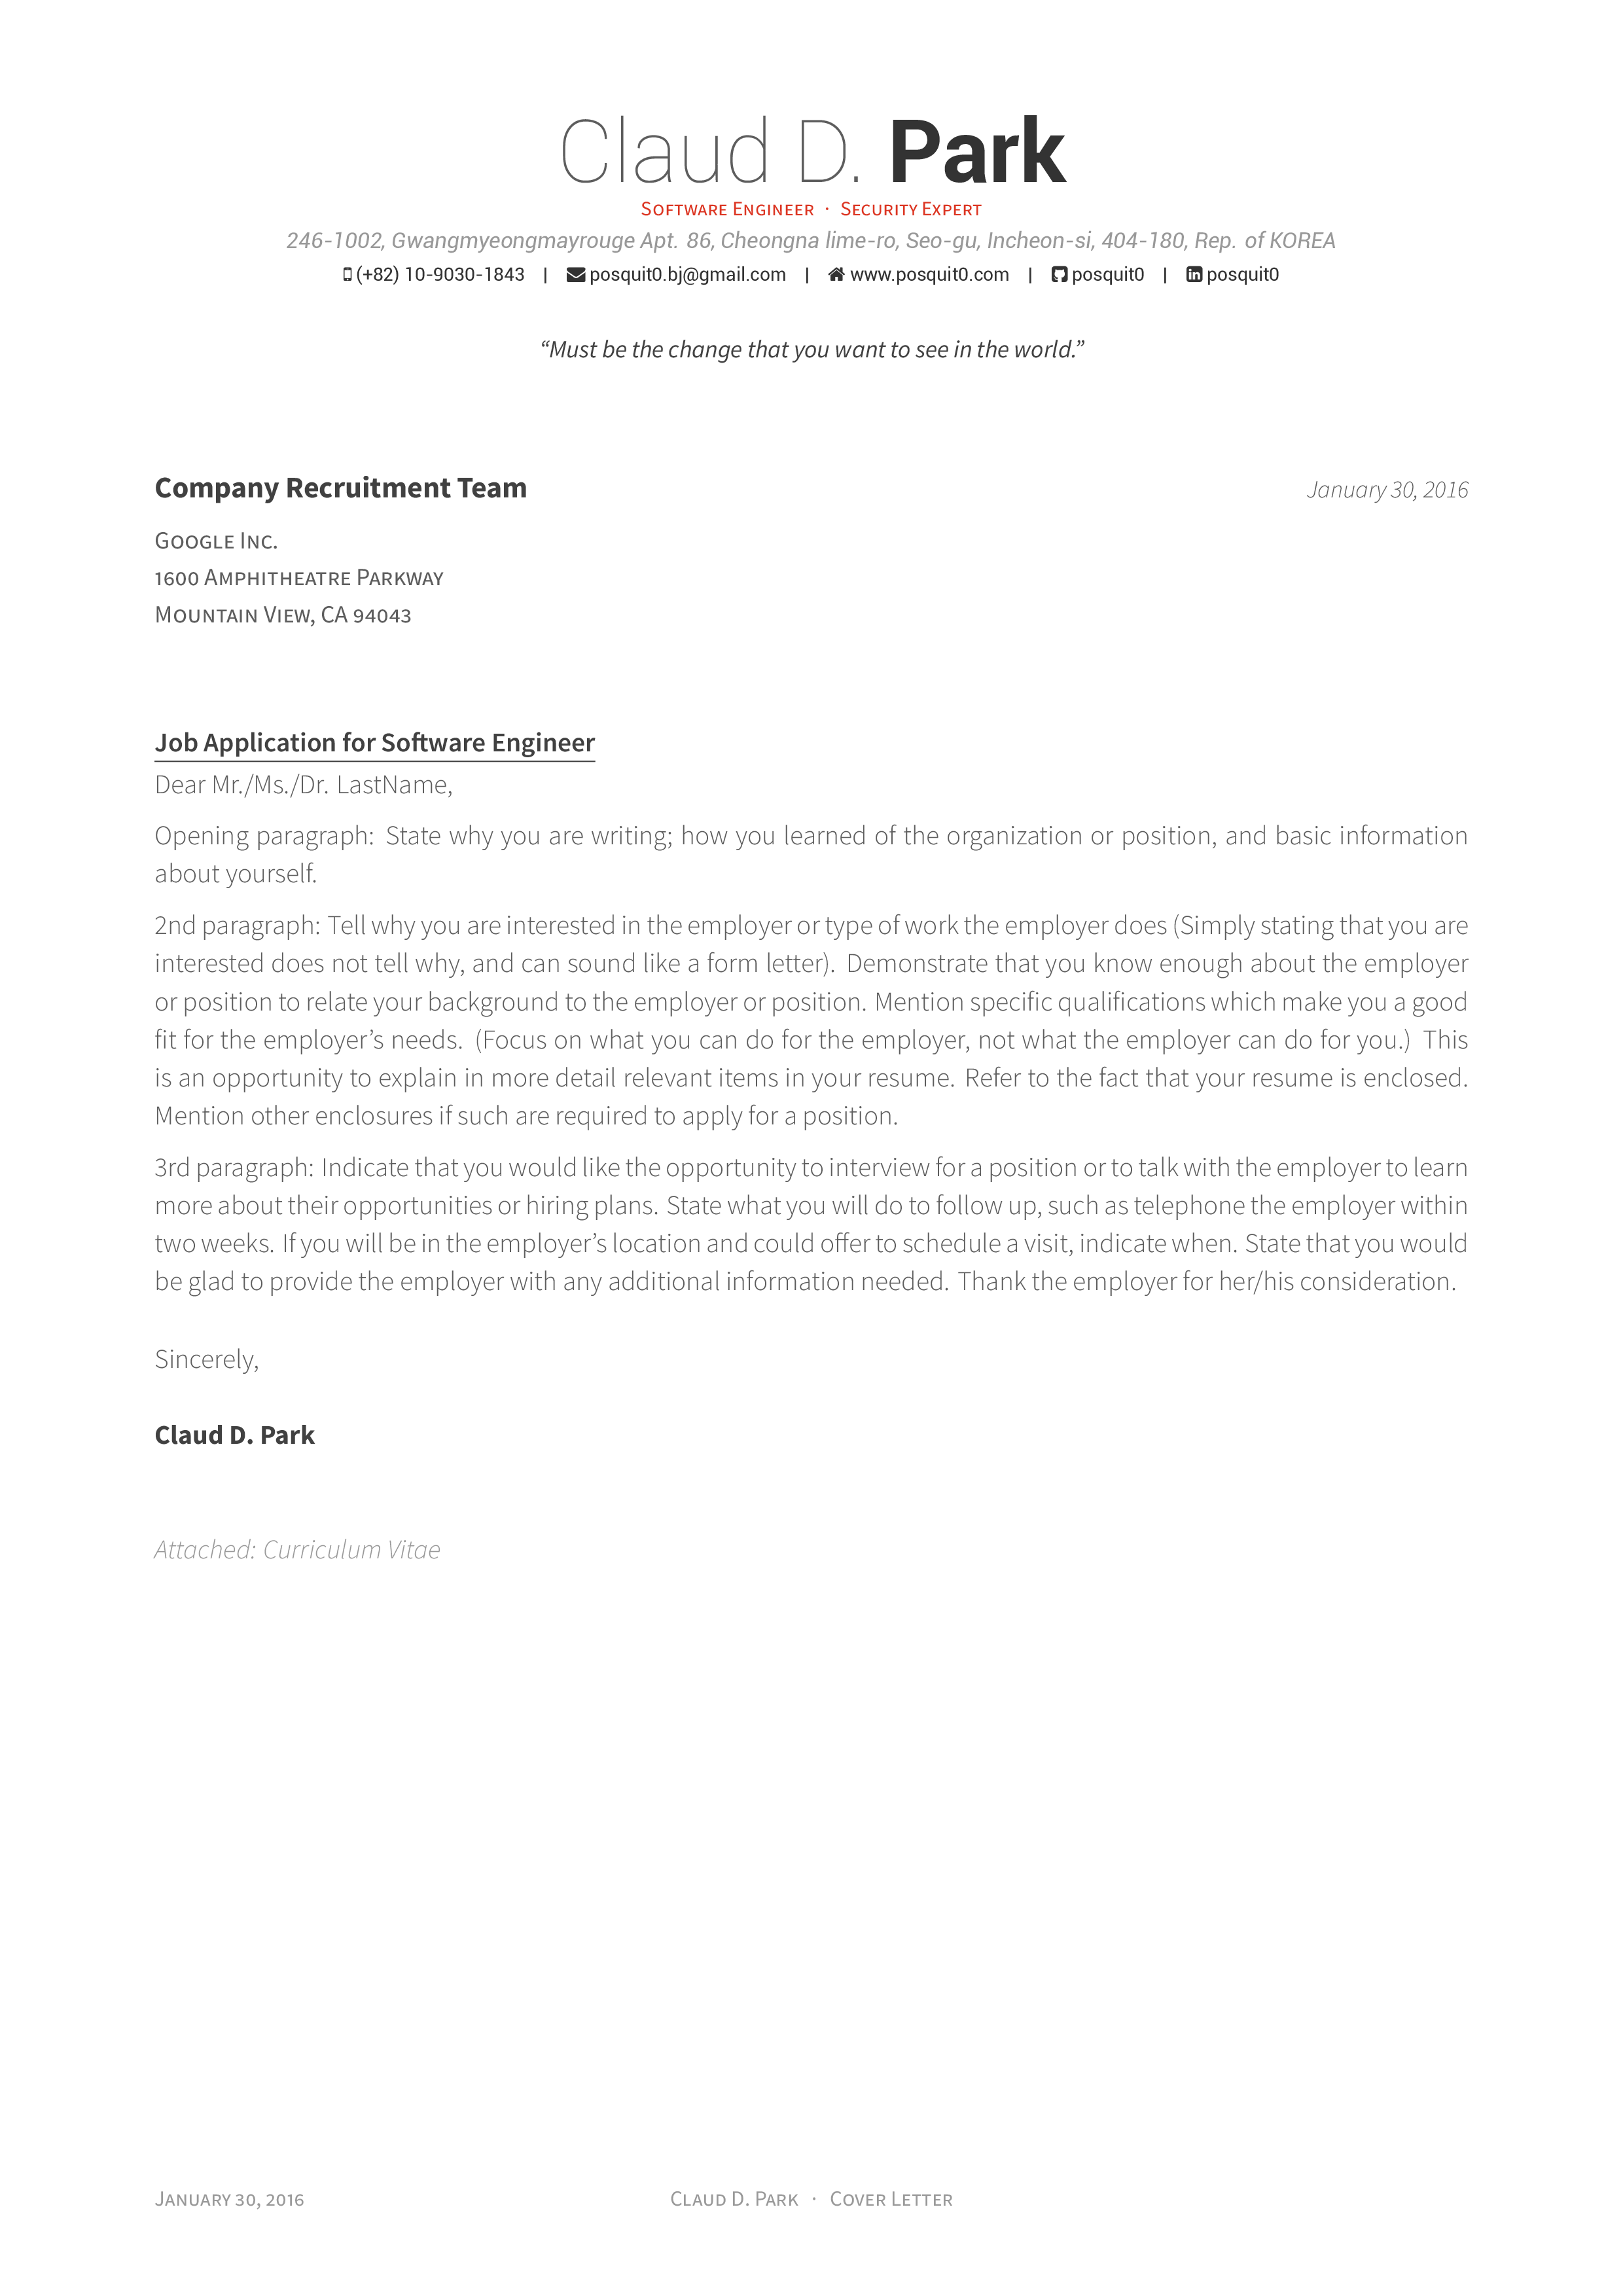 Claud D. Park
Software Engineer · Security Expert
246-1002, Gwangmyeongmayrouge Apt. 86, Cheongna lime-ro, Seo-gu, Incheon-si, 404-180, Rep. of KOREA
(+82) 10-9030-1843 | posquit0.bj@gmail.com | www.posquit0.com | posquit0 | posquit0
“Must be the change that you want to see in the world.”
Company Recruitment Team January 30, 2016
Google Inc.
1600 Amphitheatre Parkway
Mountain View, CA 94043
Job Application for Software Engineer
Dear Mr./Ms./Dr. LastName,
Opening paragraph: State why you are writing; how you learned of the organization or position, and basic information
about yourself.
2nd paragraph: Tell why you are interested in the employer or type of work the employer does (Simply stating that you are
interested does not tell why, and can sound like a form letter). Demonstrate that you know enough about the employer
or position to relate your background to the employer or position. Mention specific qualifications which make you a good
fit for the employer’s needs. (Focus on what you can do for the employer, not what the employer can do for you.) This
is an opportunity to explain in more detail relevant items in your resume. Refer to the fact that your resume is enclosed.
Mention other enclosures if such are required to apply for a position.
3rd paragraph: Indicate that you would like the opportunity to interview for a position or to talk with the employer to learn
more about their opportunities or hiring plans. State what you will do to follow up, such as telephone the employer within
two weeks. If you will be in the employer’s location and could offer to schedule a visit, indicate when. State that you would
be glad to provide the employer with any additional information needed. Thank the employer for her/his consideration.
Sincerely,
Claud D. Park
Attached: Curriculum Vitae
January 30, 2016 Claud D. Park · Cover Letter